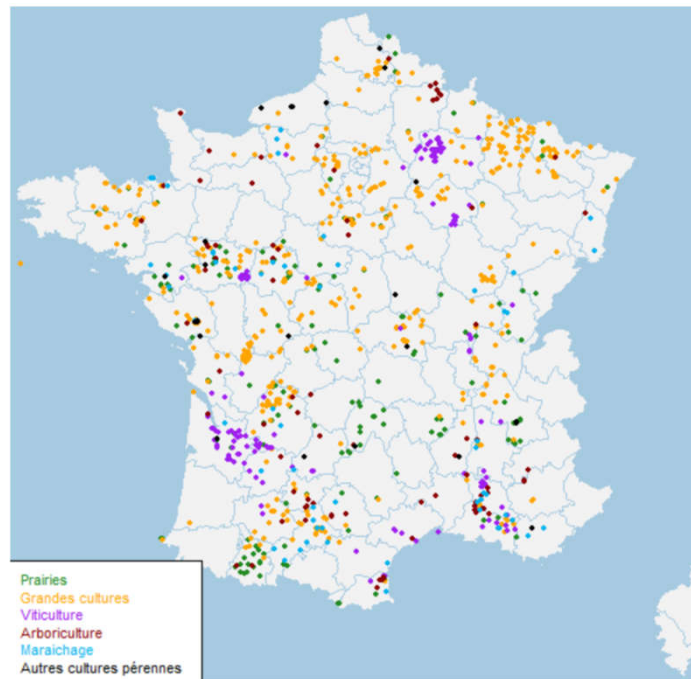 Prairies
Grandes cultures
Viticulture
Arboriculture
Maraichage
Autres cultures pérennes